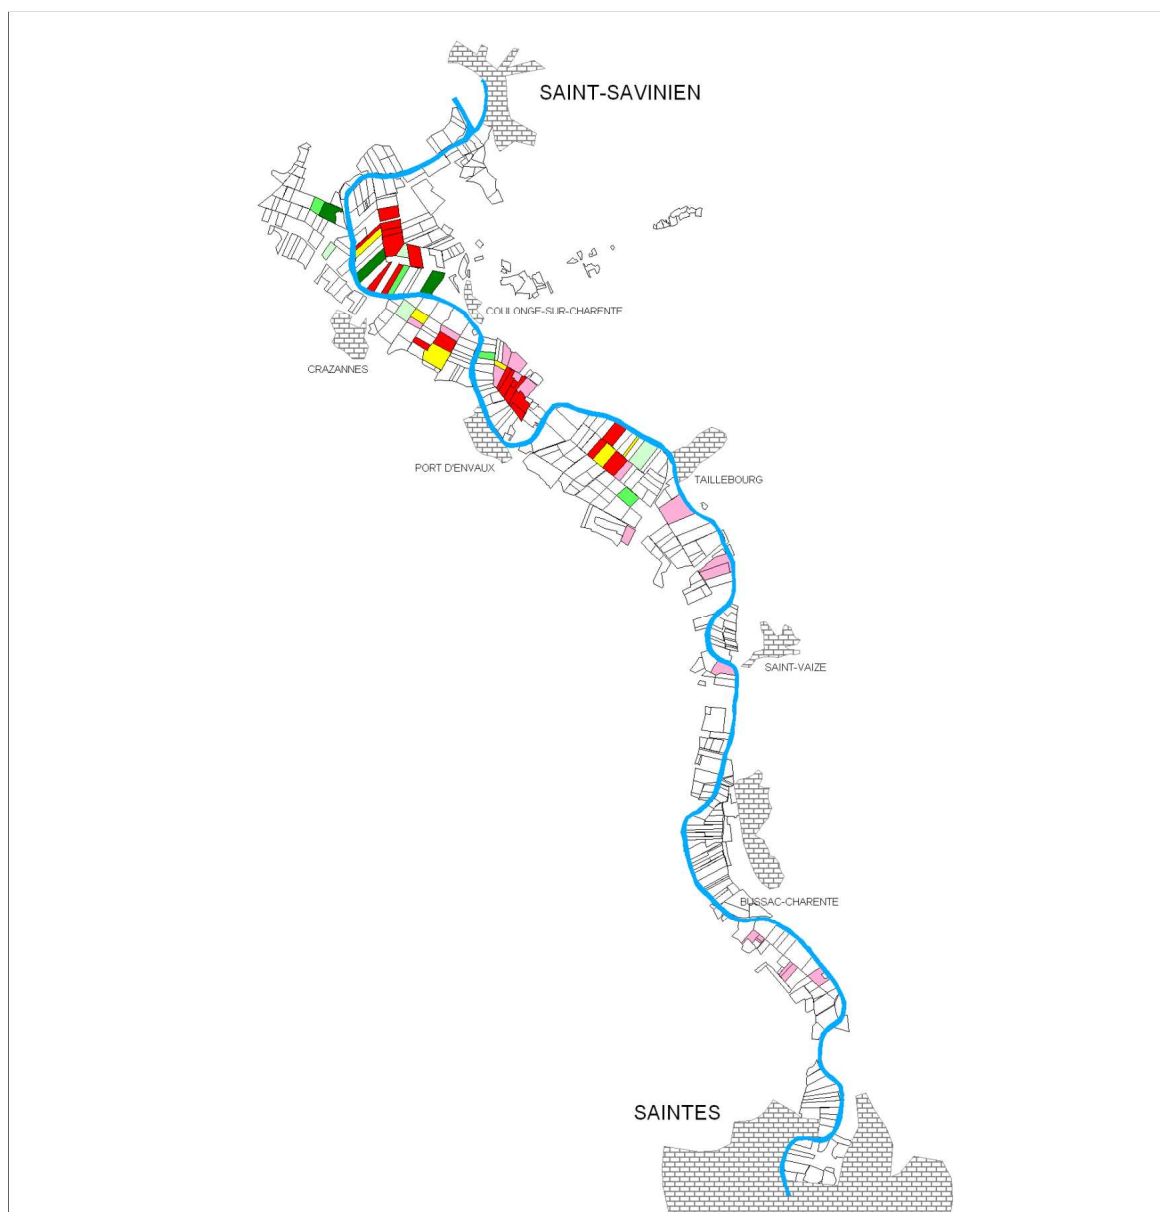 SAINT-SAVINIEN
COULONGE-SUR-CHARENTE
CRAZANNES
PORT D'ENVAUX
TAILLEBOURG
SAINT-VAIZE
BUSSAC-CHARENTE
SAINTES